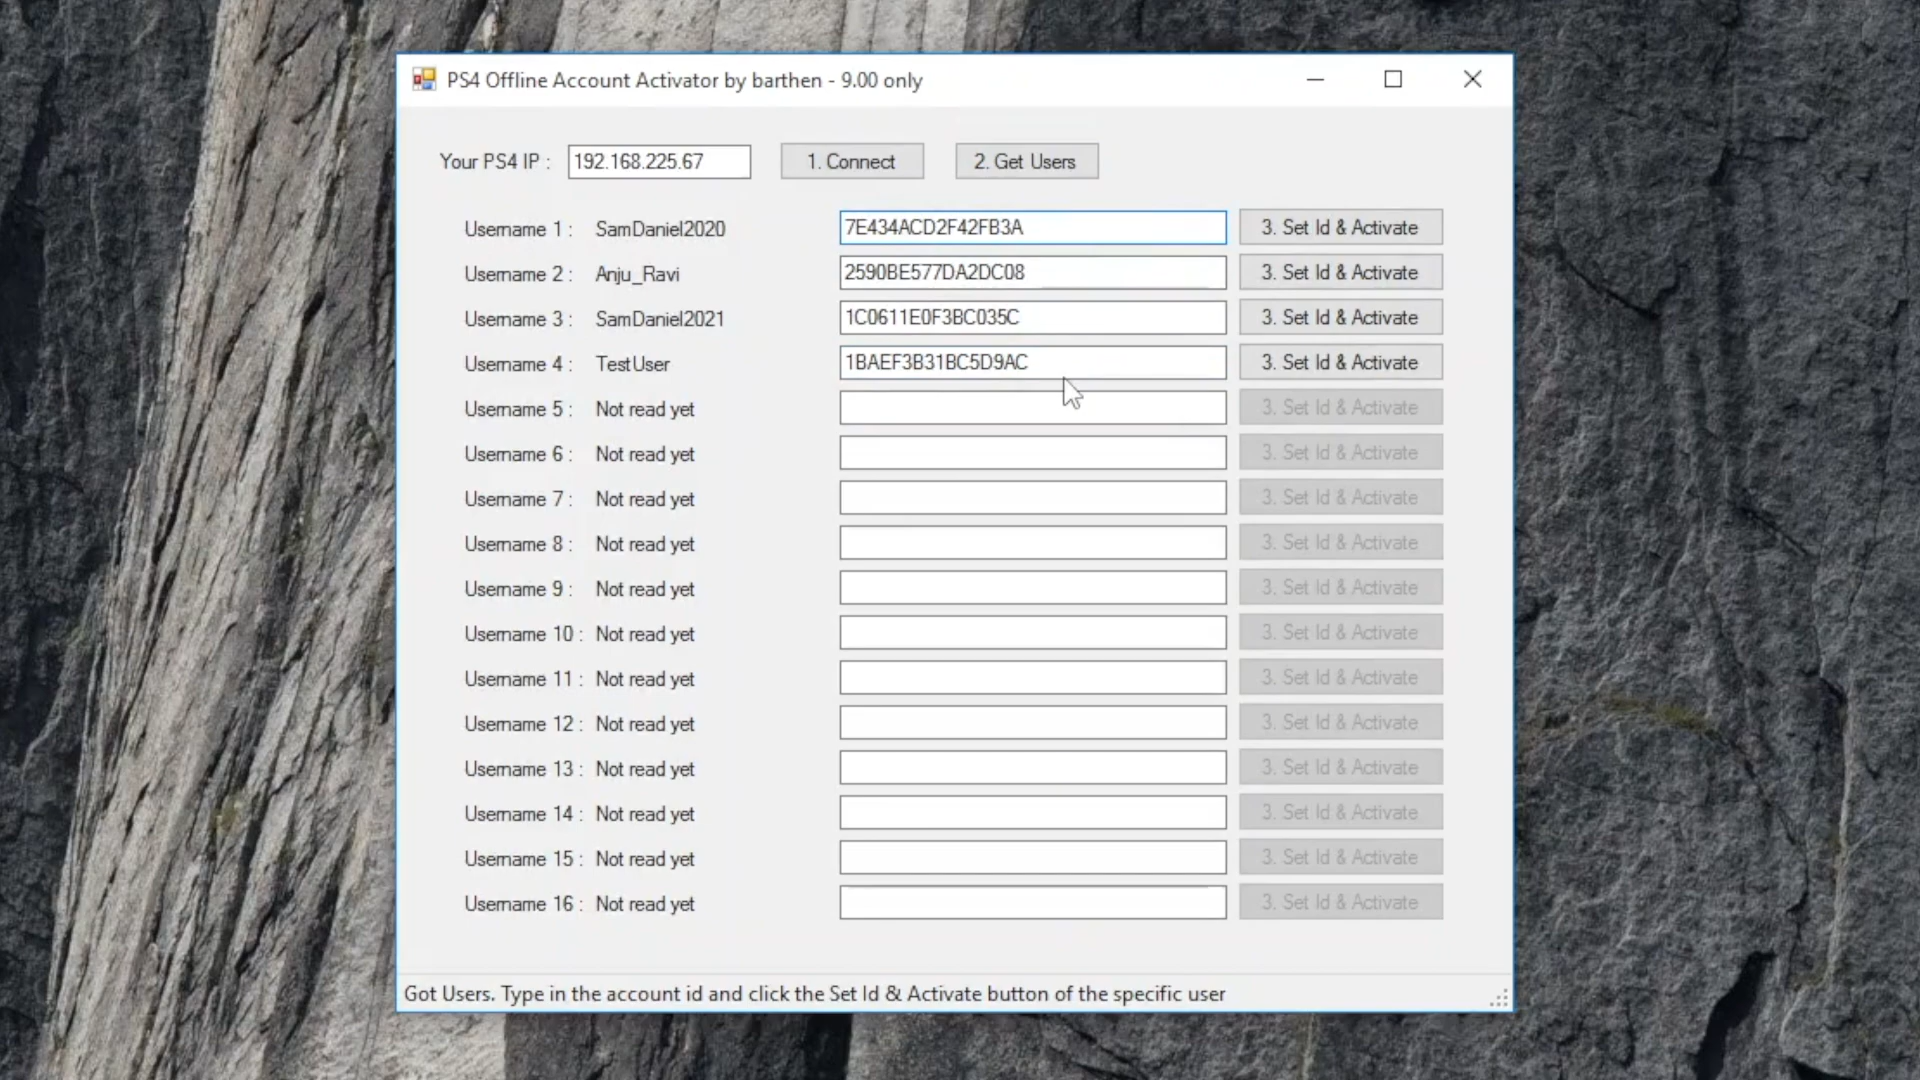 PS4 Offline Account Activator by barthen - 9.00 only
Your PS4 IP : 192.168.225.67 1. Connect 2. Get Users
Username 1 : SamDaniel2020 7E434ACD2F42FB3A 3. Set Id & Activate
Username 2 : Anju_Ravi 2590BE577DA2DC08 3. Set Id & Activate
Username 3 : SamDaniel2021 1C0611E0F3BC035C 3. Set Id & Activate
Username 4 : TestUser 1BAEF3B31BC5D9AC 3. Set Id & Activate
Username 5 : Not read yet 3. Set Id & Activate
Username 6 : Not read yet 3. Set Id & Activate
Username 7 : Not read yet 3. Set Id & Activate
Username 8 : Not read yet 3. Set Id & Activate
Username 9 : Not read yet 3. Set Id & Activate
Username 10 : Not read yet 3. Set Id & Activate
Username 11 : Not read yet 3. Set Id & Activate
Username 12 : Not read yet 3. Set Id & Activate
Username 13 : Not read yet 3. Set Id & Activate
Username 14 : Not read yet 3. Set Id & Activate
Username 15 : Not read yet 3. Set Id & Activate
Username 16 : Not read yet 3. Set Id & Activate
Got Users. Type in the account id and click the Set Id & Activate button of the specific user